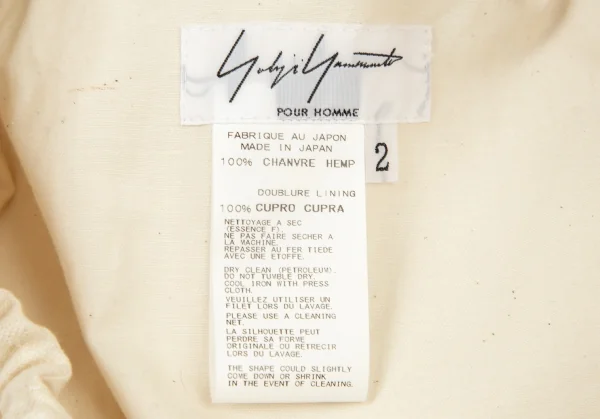 Yohji Yamamoto
POUR HOMME
FABRIQUE AU JAPON
MADE IN JAPAN
100% CHANVRE HEMP
2
DOUBLURE LINING
100% CUPRO CUPRA
NETTOYAGE A SEC
(ESSENCE F).
NE PAS FAIRE SECHER A
LA MACHINE.
REPASSER AU FER TIEDE
AVEC UNE ETOFFE.
DRY CLEAN (PETROLEUM).
DO NOT TUMBLE DRY.
COOL IRON WITH PRESS
CLOTH.
VEUILLEZ UTILISER UN
FILET LORS DU LAVAGE.
PLEASE USE A CLEANING
NET.
LA SILHOUETTE PEUT
PERDRE SA FORME
ORIGINALE OU RETRECIR
LORS DU LAVAGE.
THE SHAPE COULD SLIGHTLY
COME DOWN OR SHRINK
IN THE EVENT OF CLEANING.